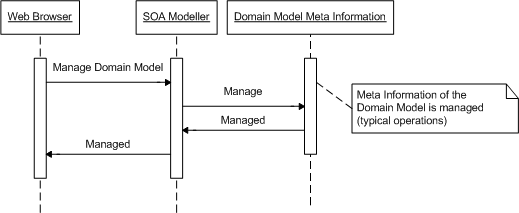 Web Browser
SOA Modeller
Domain Model Meta Information
Manage Domain Model
Manage
Meta Information of the
Domain Model is managed
(typical operations)
Managed
Managed